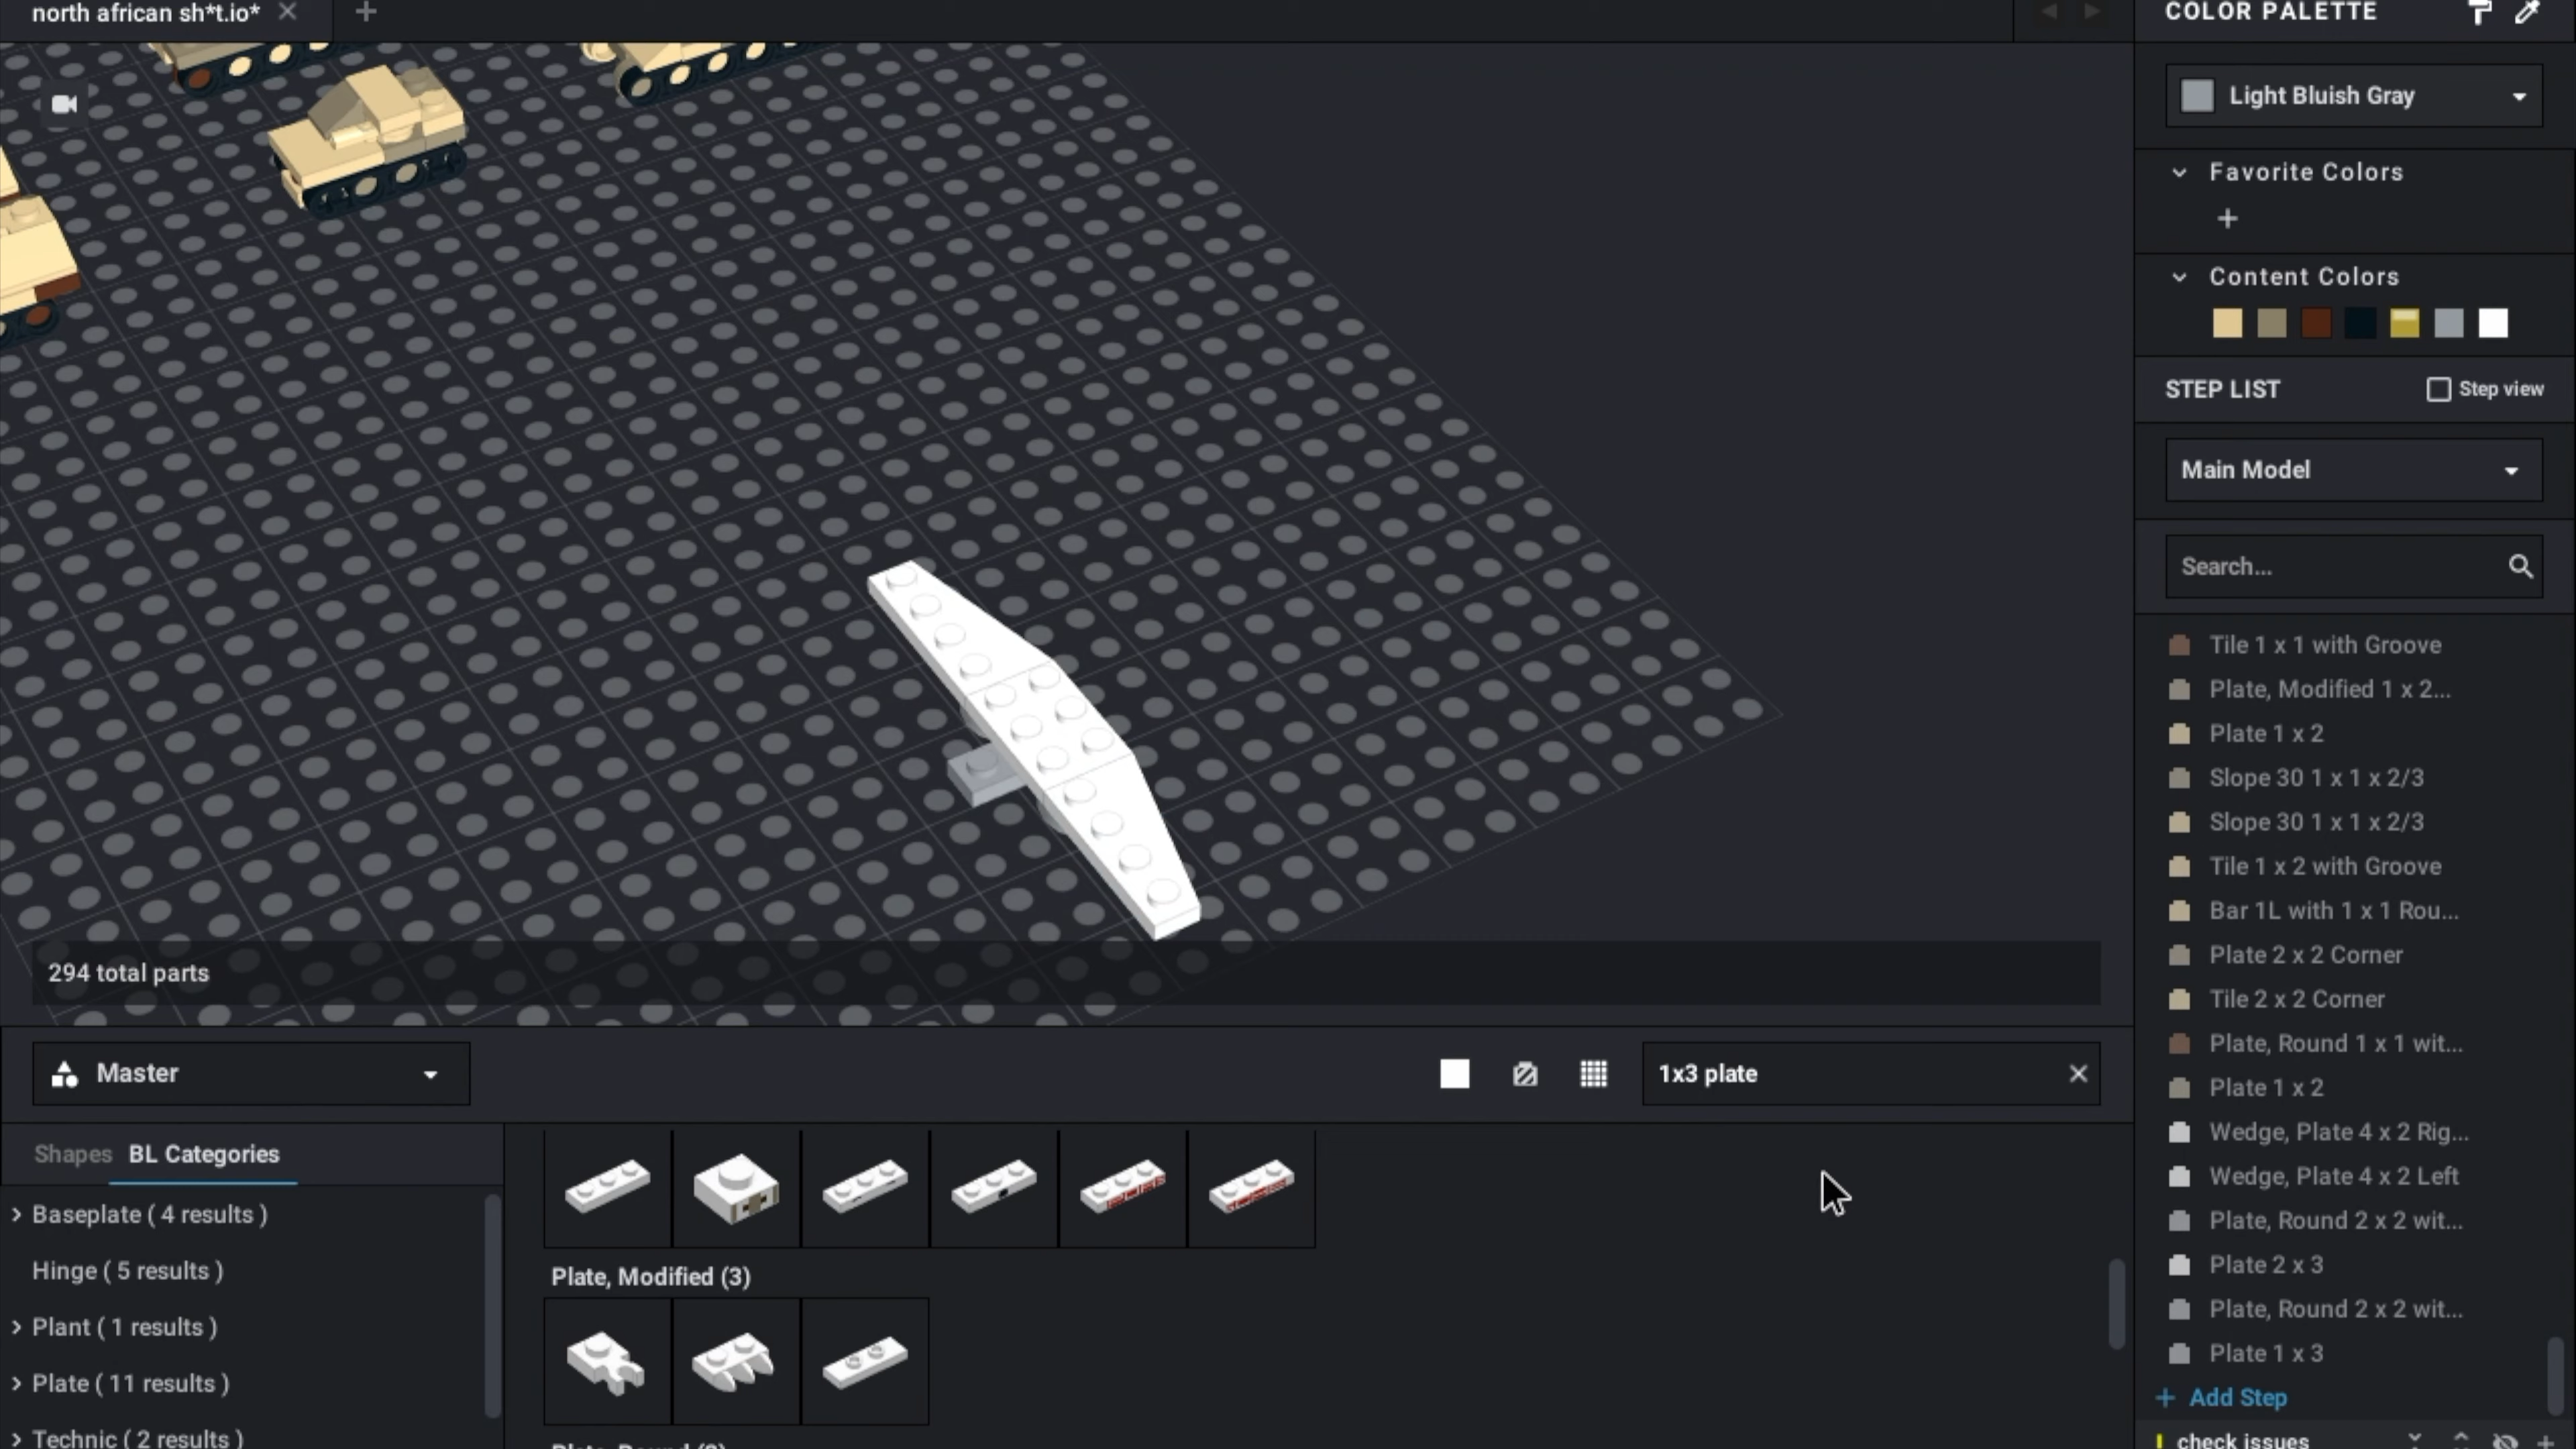 north african sh*t.io*
COLOR PALETTE
Light Bluish Gray
Favorite Colors
Content Colors
STEP LIST
Step view
Main Model
Search...
Tile 1 x 1 with Groove
Plate, Modified 1 x 2...
Plate 1 x 2
Slope 30 1 x 1 x 2/3
Slope 30 1 x 1 x 2/3
Tile 1 x 2 with Groove
Bar 1L with 1 x 1 Rou...
Plate 2 x 2 Corner
Tile 2 x 2 Corner
Plate, Round 1 x 1 wit...
Plate 1 x 2
Wedge, Plate 4 x 2 Rig...
Wedge, Plate 4 x 2 Left
Plate, Round 2 x 2 wit...
Plate 2 x 3
Plate, Round 2 x 2 wit...
Plate 1 x 3
+ Add Step
check issues
294 total parts
Master
1x3 plate
Shapes
BL Categories
Baseplate ( 4 results )
Hinge ( 5 results )
Plant ( 1 results )
Plate ( 11 results )
Technic ( 2 results )
Plate, Modified (3)